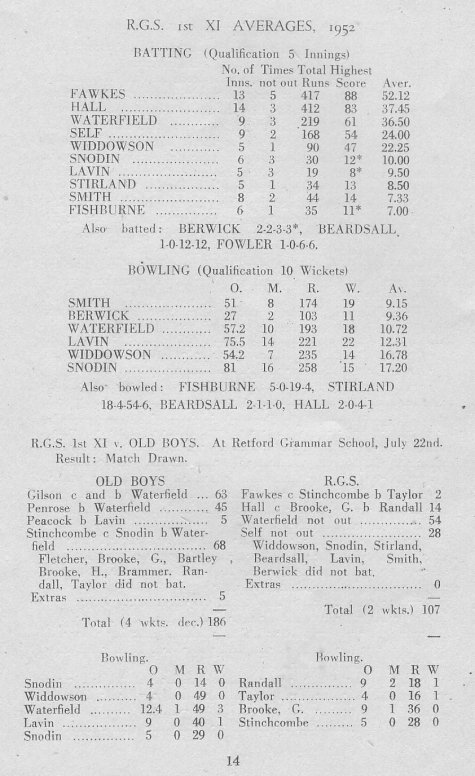 R.G.S. 1st XI AVERAGES, 1952
BATTING (Qualification 5 Innings)
No. of Times Total Highest
Inns. not out Runs Score Aver.
FAWKES ..................... 13 5 417 88 52.12
HALL ........................ 14 3 412 83 37.45
WATERFIELD ............ 9 3 219 61 36.50
SELF ........................... 9 2 168 54 24.00
WIDDOWSON ............ 5 1 90 47 22.25
SNODIN ..................... 6 3 30 12* 10.00
LAVIN ........................ 5 3 19 8* 9.50
STIRLAND .................. 5 1 34 13 8.50
SMITH ........................ 8 2 44 14 7.33
FISHBURNE ............... 6 1 35 11* 7.00
Also batted: BERWICK 2-2-3-3*, BEARDSALL
1-0-12-12, FOWLER 1-0-6-6.
BOWLING (Qualification 10 Wickets)
O. M. R. W. Av.
SMITH ..................... 51 8 174 19 9.15
BERWICK .................. 27 2 103 11 9.36
WATERFIELD ............ 57.2 10 193 18 10.72
LAVIN ..................... 75.5 14 221 22 12.31
WIDDOWSON ............ 54.2 7 235 14 16.78
SNODIN ..................... 81 16 258 15 17.20
Also bowled: FISHBURNE 5-0-19-4, STIRLAND
18-4-54-6, BEARDSALL 2-1-1-0, HALL 2-0-4-1
R.G.S. 1st XI v. OLD BOYS. At Retford Grammar School, July 22nd.
Result: Match Drawn.
OLD BOYS
Gilson c and b Waterfield ... 63
Penrose b Waterfield ............ 45
Peacock b Lavin .................. 5
Stinchcombe c Snodin b Water-
field .............................. 68
Fletcher, Brooke, G., Bartley
Brooke, H., Brammer, Ran-
dall, Taylor did not bat.
Extras .............................. 5
Total (4 wkts. dec.) 186
R.G.S.
Fawkes c Stinchcombe b Taylor 2
Hall c Brooke, G. b Randall 14
Waterfield not out ............... 54
Self not out ........................ 28
Widdowson, Snodin, Stirland,
Beardsall, Lavin, Smith,
Berwick did not bat.
Extras .............................. 0
Total (2 wkts.) 107
Bowling.
O M R W
Snodin ............... 4 0 14 0
Widdowson ......... 4 0 49 0
Waterfield .......... 12.4 1 49 3
Lavin .................. 9 0 40 1
Snodin ............... 5 0 29 0
Bowling.
O M R W
Randall ............... 9 2 18 1
Taylor ............... 4 0 16 1
Brooke, G. ......... 9 1 36 0
Stinchcombe ......... 5 0 28 0
14